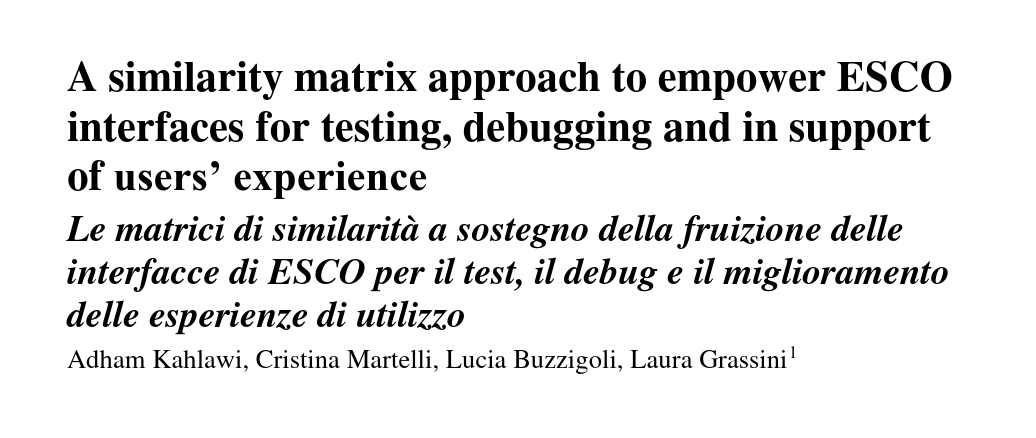 A similarity matrix approach to empower ESCO
interfaces for testing, debugging and in support
of users’ experience
Le matrici di similarità a sostegno della fruizione delle
interfacce di ESCO per il test, il debug e il miglioramento
delle esperienze di utilizzo
Adham Kahlawi, Cristina Martelli, Lucia Buzzigoli, Laura Grassini1